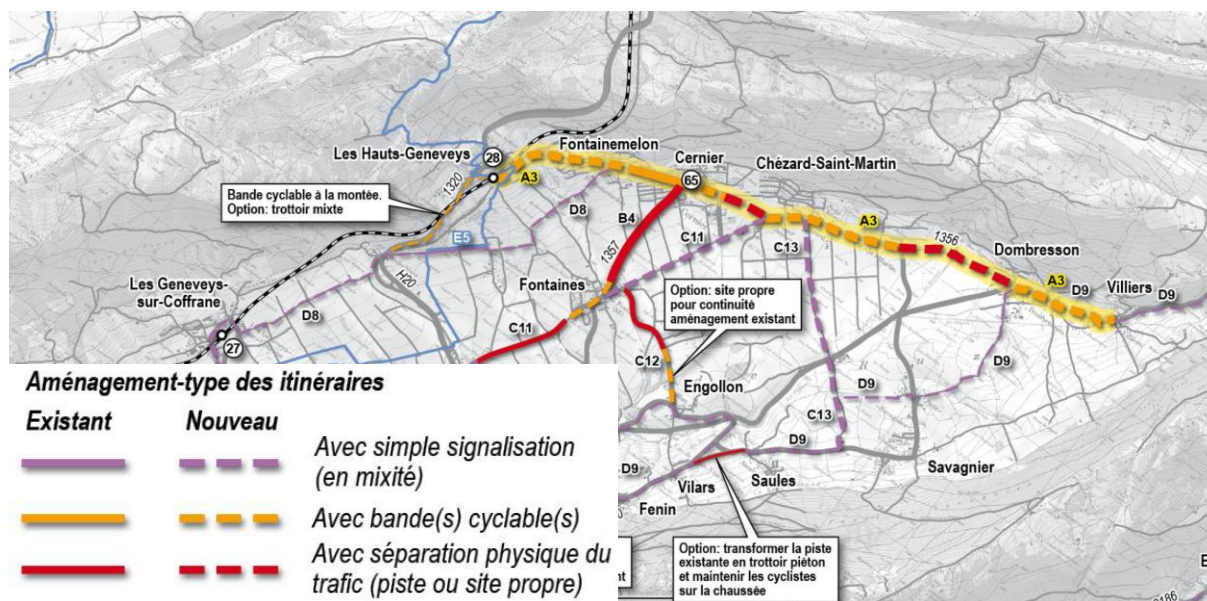 Fontainemelon
Les Hauts-Geneveys
28
Cernier
Chézard-Saint-Martin
A3
65
1320
Bande cyclable à la montée.
Option: trottoir mixte
D8
B4
A3
1356
E5
C11
C13
Dombresson
1357
H20
A3
D9
Villiers
D9
Les Geneveys-
sur-Coffrane
Fontaines
Option: site propre
pour continuité
aménagement existant
D8
C11
27
C12
D9
Engollon
D9
C13
D9
D9
Savagnier
Vilars
Saules
Fenin
Option: transformer la piste
existante en trottoir piéton
et maintenir les cyclistes
sur la chaussée
Aménagement-type des itinéraires
Existant
Nouveau
Avec simple signalisation
(en mixité)
Avec bande(s) cyclable(s)
Avec séparation physique du
trafic (piste ou site propre)